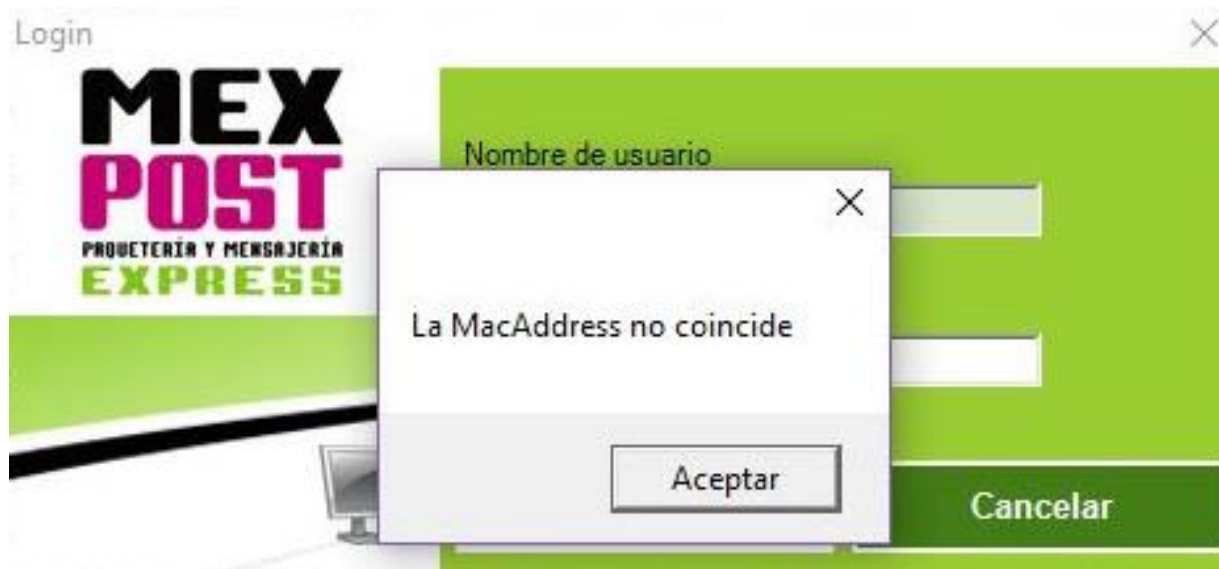 Login
MEX
POST
PAQUETERÍA Y MENSAJERÍA
EXPRESS
Nombre de usuario
La MacAddress no coincide
Aceptar
Cancelar